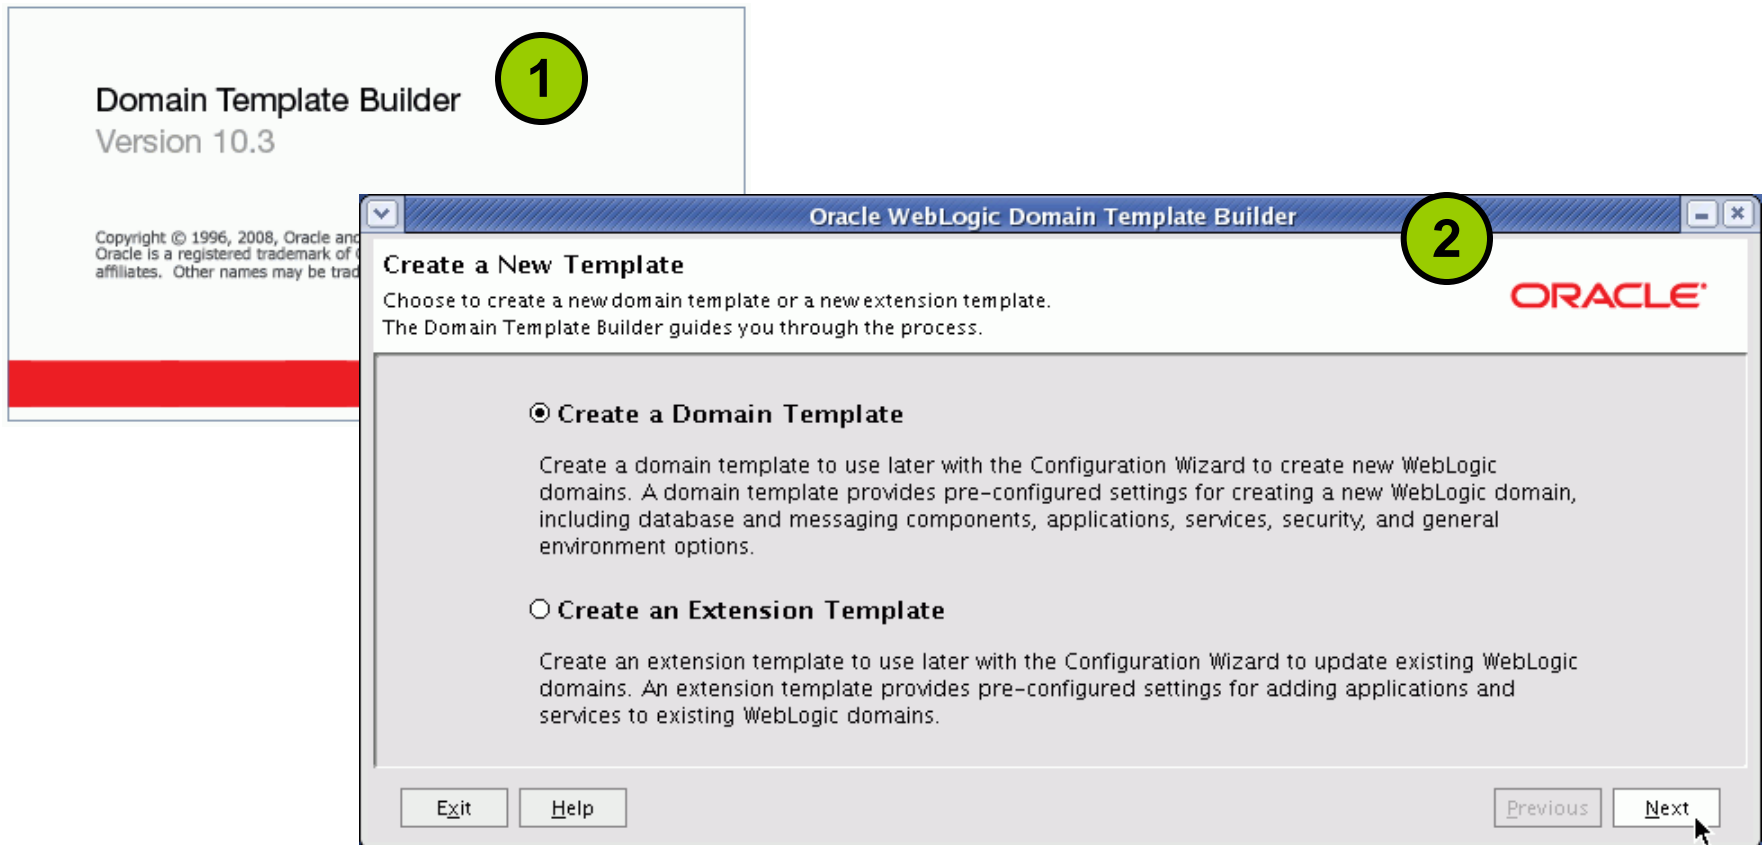 Domain Template Builder
Version 10.3
1
Copyright © 1996, 2008, Oracle and
Oracle is a registered trademark of
affiliates. Other names may be
Oracle WebLogic Domain Template Builder
2
Create a New Template
Choose to create a new domain template or a new extension template.
The Domain Template Builder guides you through the process.
ORACLE
Create a Domain Template
Create a domain template to use later with the Configuration Wizard to create new WebLogic
domains. A domain template provides pre-configured settings for creating a new WebLogic domain,
including database and messaging components, applications, services, security, and general
environment options.
Create an Extension Template
Create an extension template to use later with the Configuration Wizard to update existing WebLogic
domains. An extension template provides pre-configured settings for adding applications and
services to existing WebLogic domains.
Exit
Help
Previous
Next